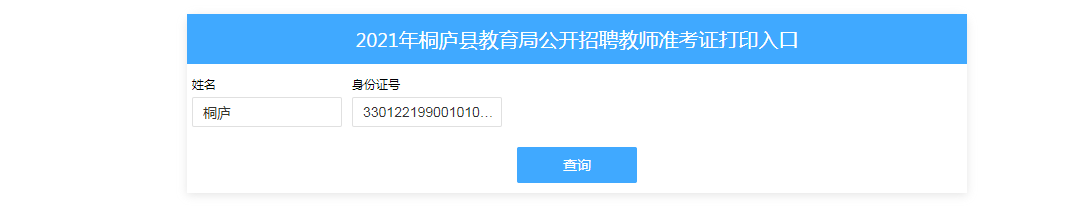 2021年桐庐县教育局公开招聘教师准考证打印入口
姓名 身份证号
桐庐 330122199001010...
查询